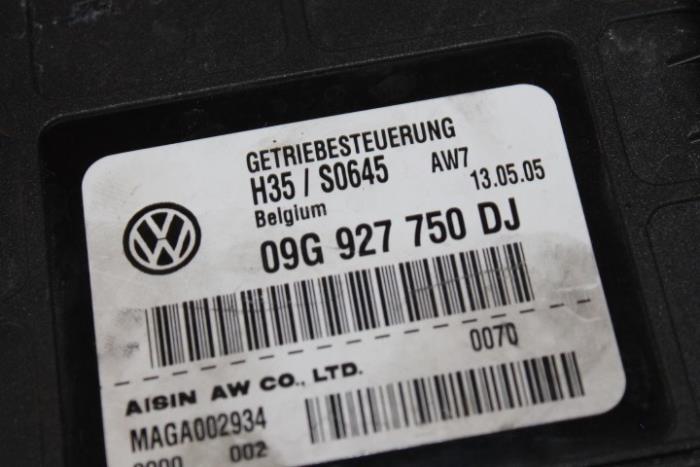 GETRIEBESTEUERUNG
H35 / S0645 AW7 13.05.05
Belgium
09G 927 750 DJ
0070
AISIN AW CO., LTD.
MAGA002934
002